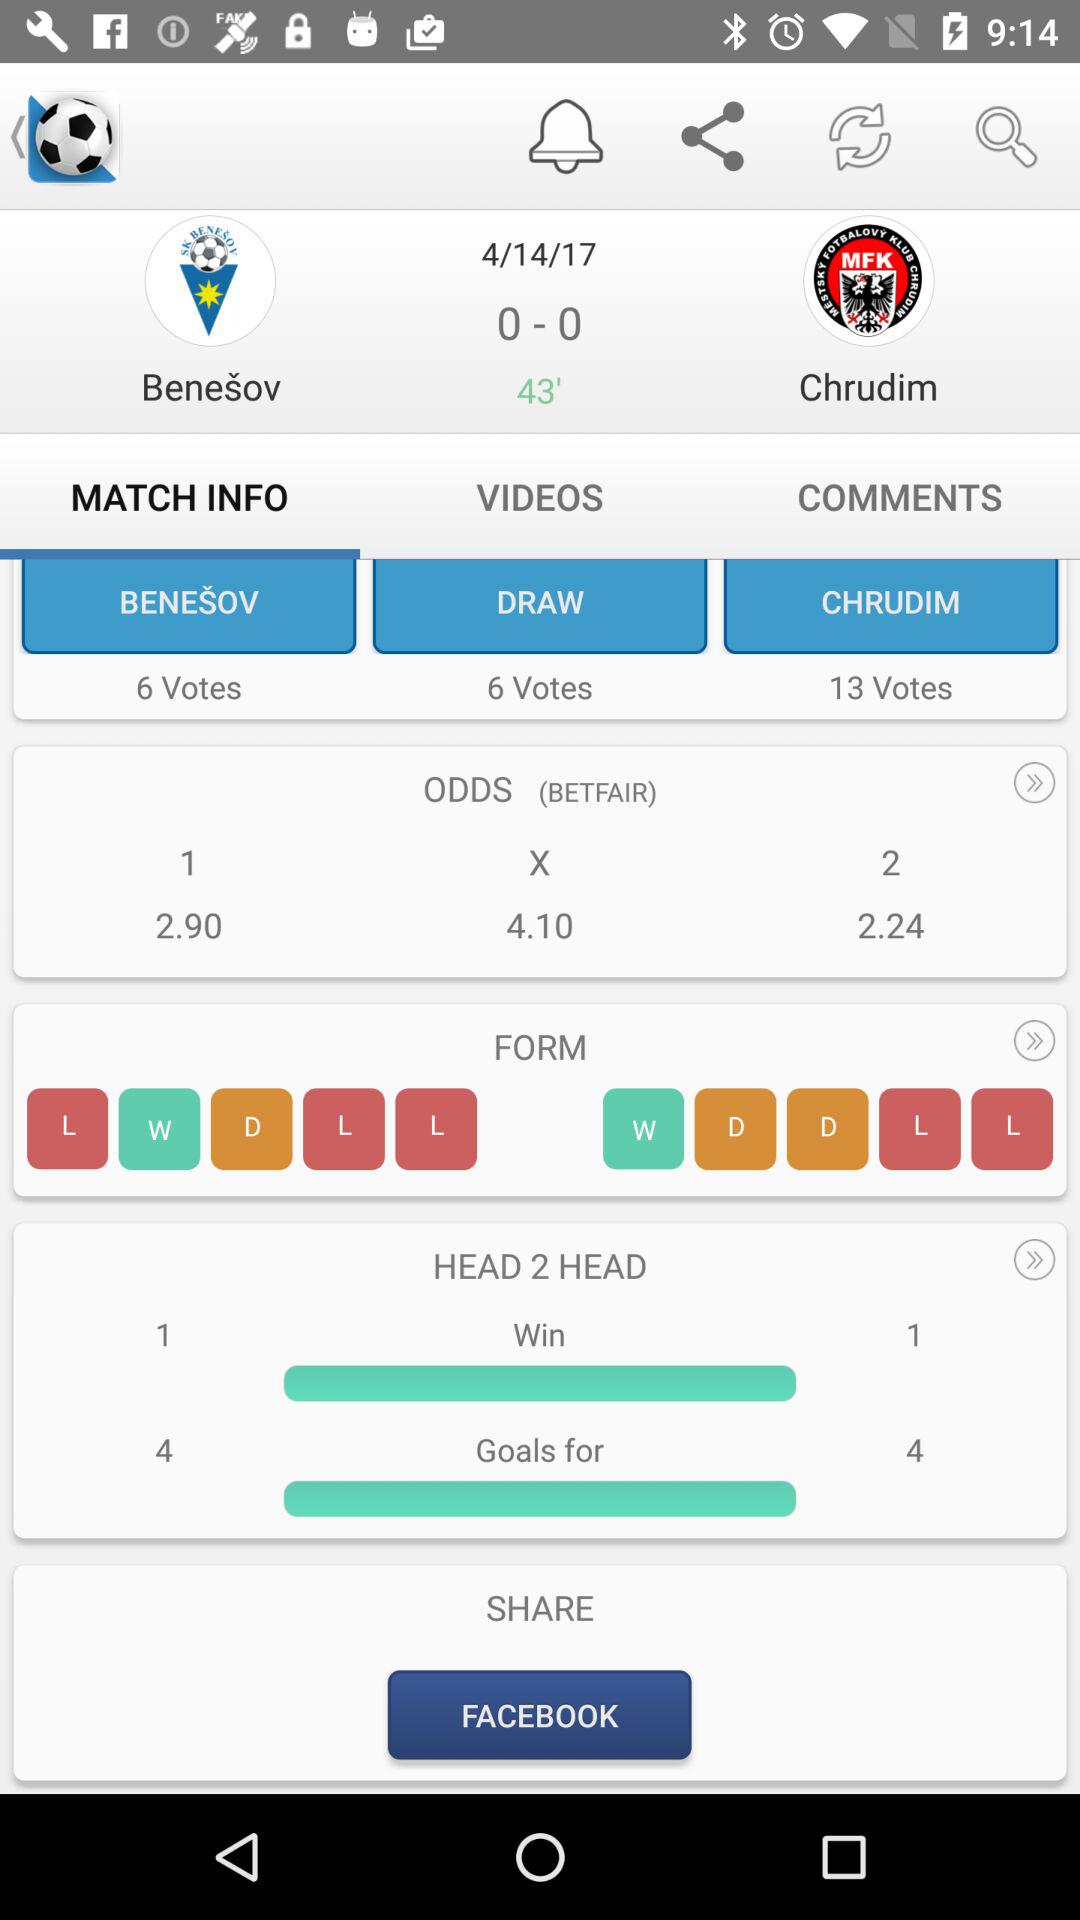 FAKE
9:14
SK BENEŠOV
4/14/17
MĚSTSKÝ FOTBALOVÝ KLUB CHRUDIM
MFK
0 - 0
Benešov
43'
Chrudim
MATCH INFO
VIDEOS
COMMENTS
BENEŠOV
DRAW
CHRUDIM
6 Votes
6 Votes
13 Votes
ODDS (BETFAIR)
1 X 2
2.90 4.10 2.24
FORM
L W D L L W D D L L
HEAD 2 HEAD
1 Win 1
4 Goals for 4
SHARE
FACEBOOK